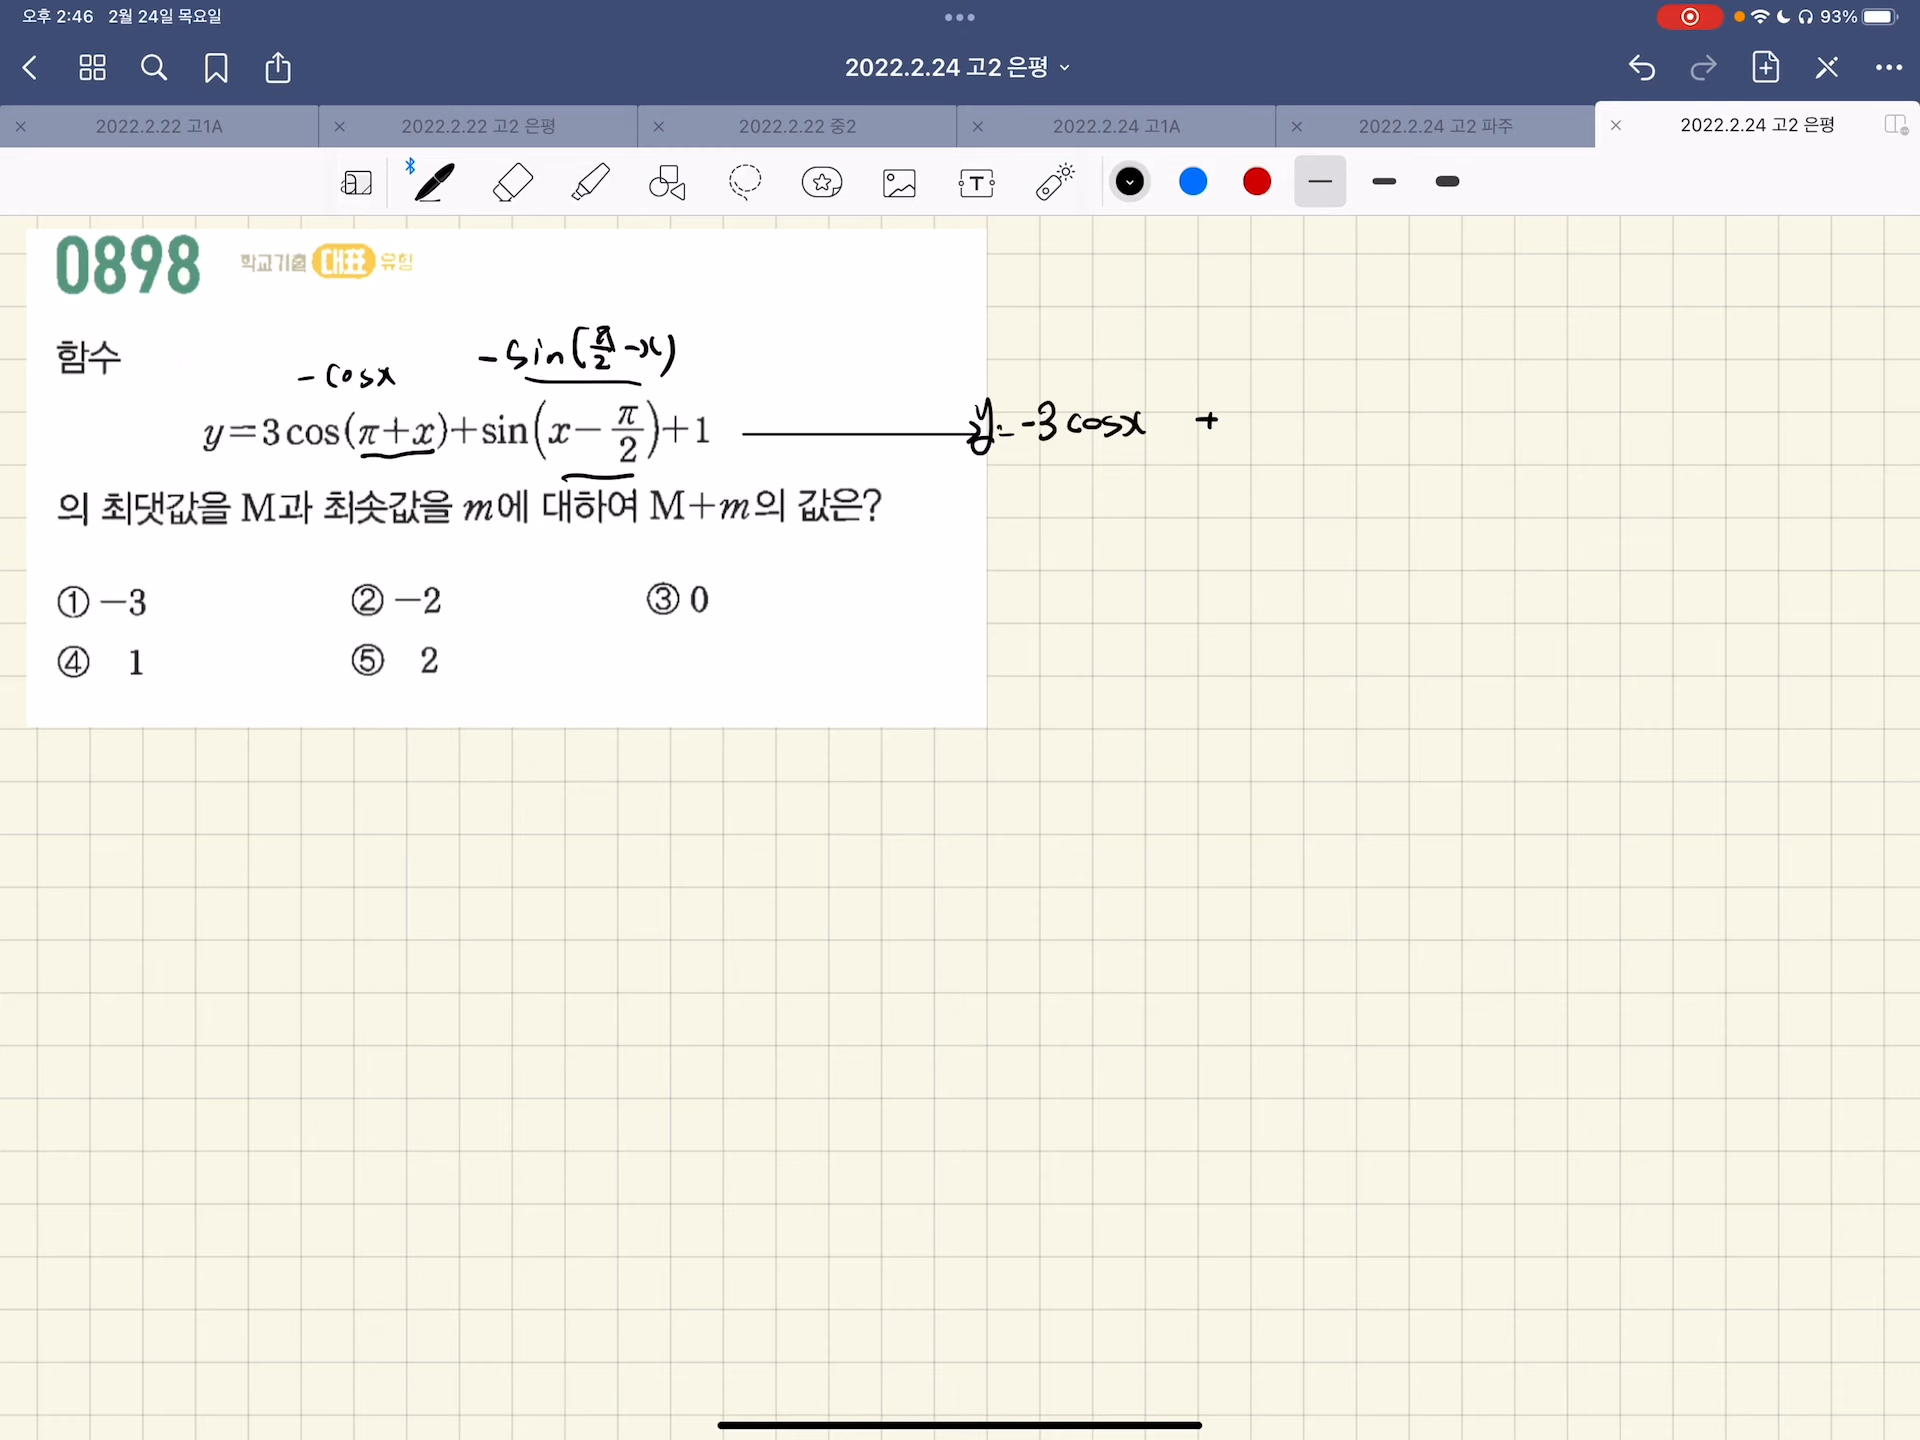 오후 2:46 2월 24일 목요일
93%
2022.2.24 고2 은평
2022.2.22 고1A
2022.2.22 고2 은평
2022.2.22 중2
2022.2.24 고1A
2022.2.24 고2 파주
2022.2.24 고2 은평
0898 학교기출 대표 유형
함수
-cosx -sin(π/2-x)
y=3cos(π+x)+sin(x-π/2)+1
y=-3cosx +
의 최댓값을 M과 최솟값을 m에 대하여 M+m의 값은?
① -3 ② -2 ③ 0
④ 1 ⑤ 2